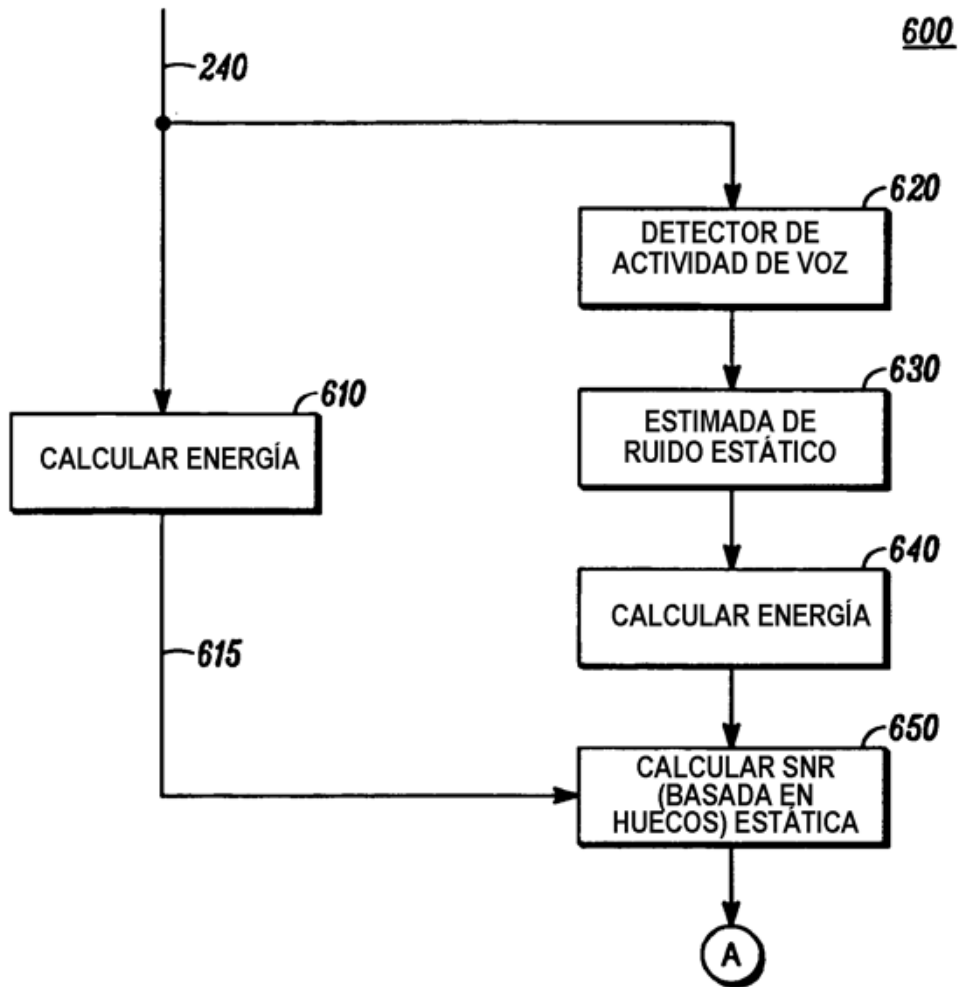 600
240
620
DETECTOR DE
ACTIVIDAD DE VOZ
630
ESTIMADA DE
RUIDO ESTÁTICO
610
CALCULAR ENERGÍA
640
CALCULAR ENERGÍA
615
650
CALCULAR SNR
(BASADA EN
HUECOS) ESTÁTICA
A